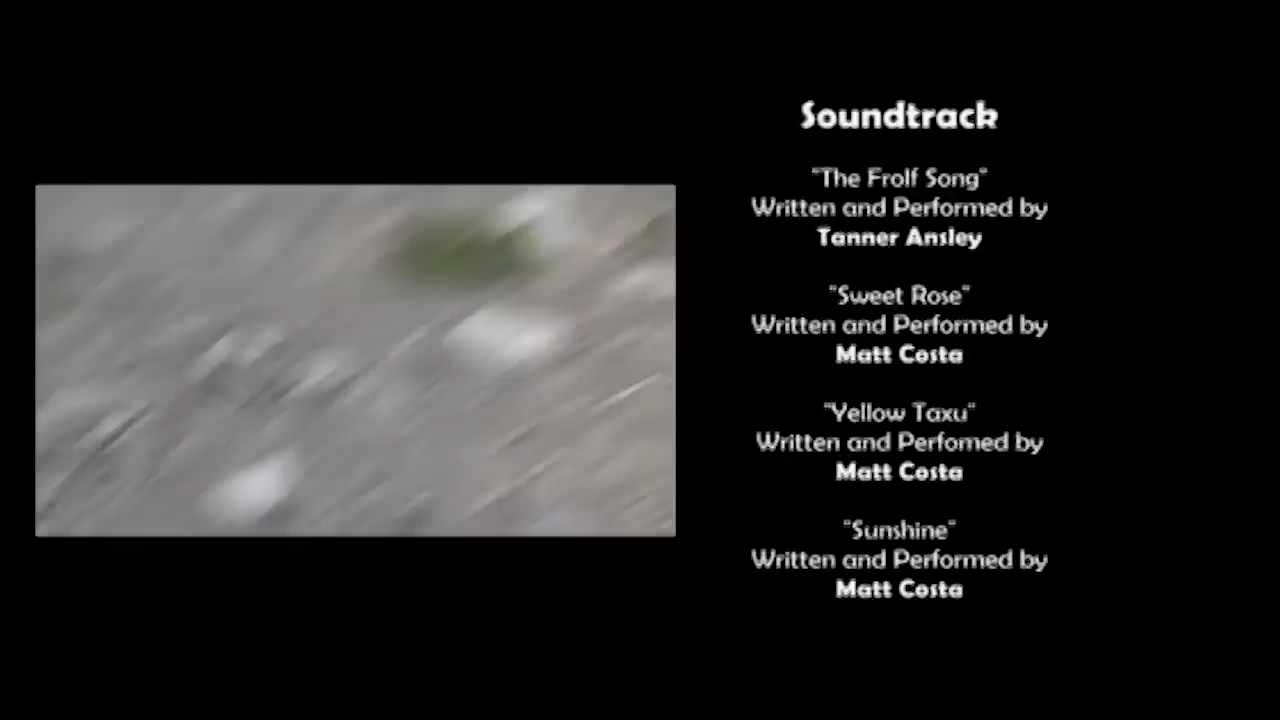 Soundtrack
"The Frolf Song"
Written and Performed by
Tanner Ansley
"Sweet Rose"
Written and Performed by
Matt Costa
"Yellow Taxu"
Written and Perfomed by
Matt Costa
"Sunshine"
Written and Performed by
Matt Costa